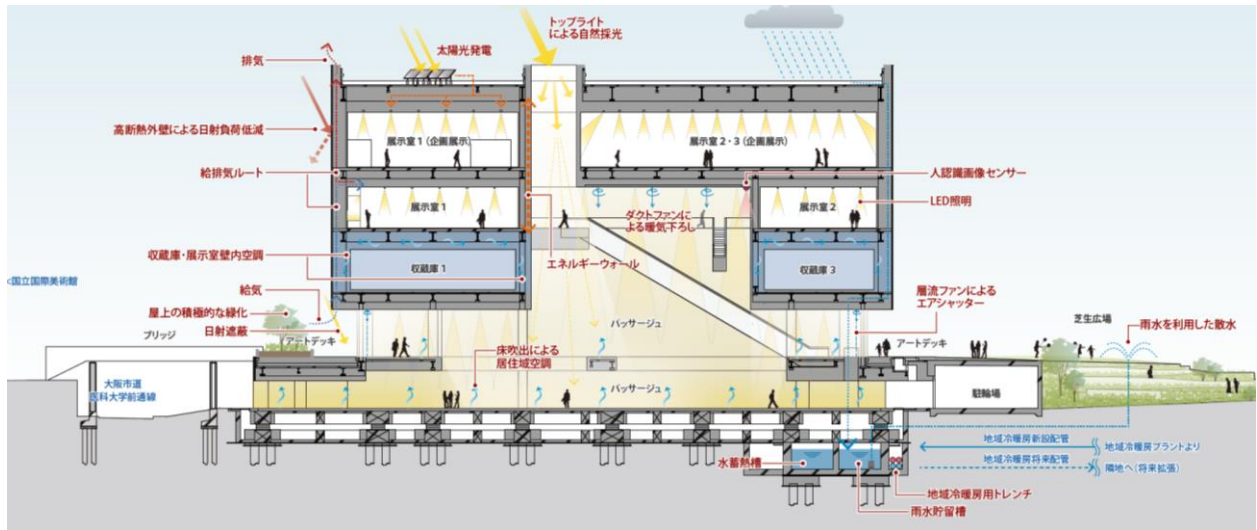 トップライト
による自然採光
太陽光発電
排気
高断熱外壁による日射負荷低減
展示室1(企画展示)
展示室2・3(企画展示)
給排気ルート
人認識画像センサー
LED照明
展示室1
ダクトファンに
よる暖気下ろし
展示室2
収蔵庫・展示室壁内空調
エネルギーウォール
収蔵庫1
収蔵庫3
<国立国際美術館
給気
層流ファンによる
エアシャッター
屋上の積極的な緑化
日射遮蔽
パッサージュ
芝生広場
雨水を利用した散水
ブリッジ
アートデッキ
アートデッキ
床吹出による
居住域空調
大阪市道
医科大学前通線
パッサージュ
駐輪場
地域冷暖房新設配管
地域冷暖房プラントより
水蓄熱槽
地域冷暖房将来配管
隣地へ(将来拡張)
地域冷暖房用トレンチ
雨水貯留槽